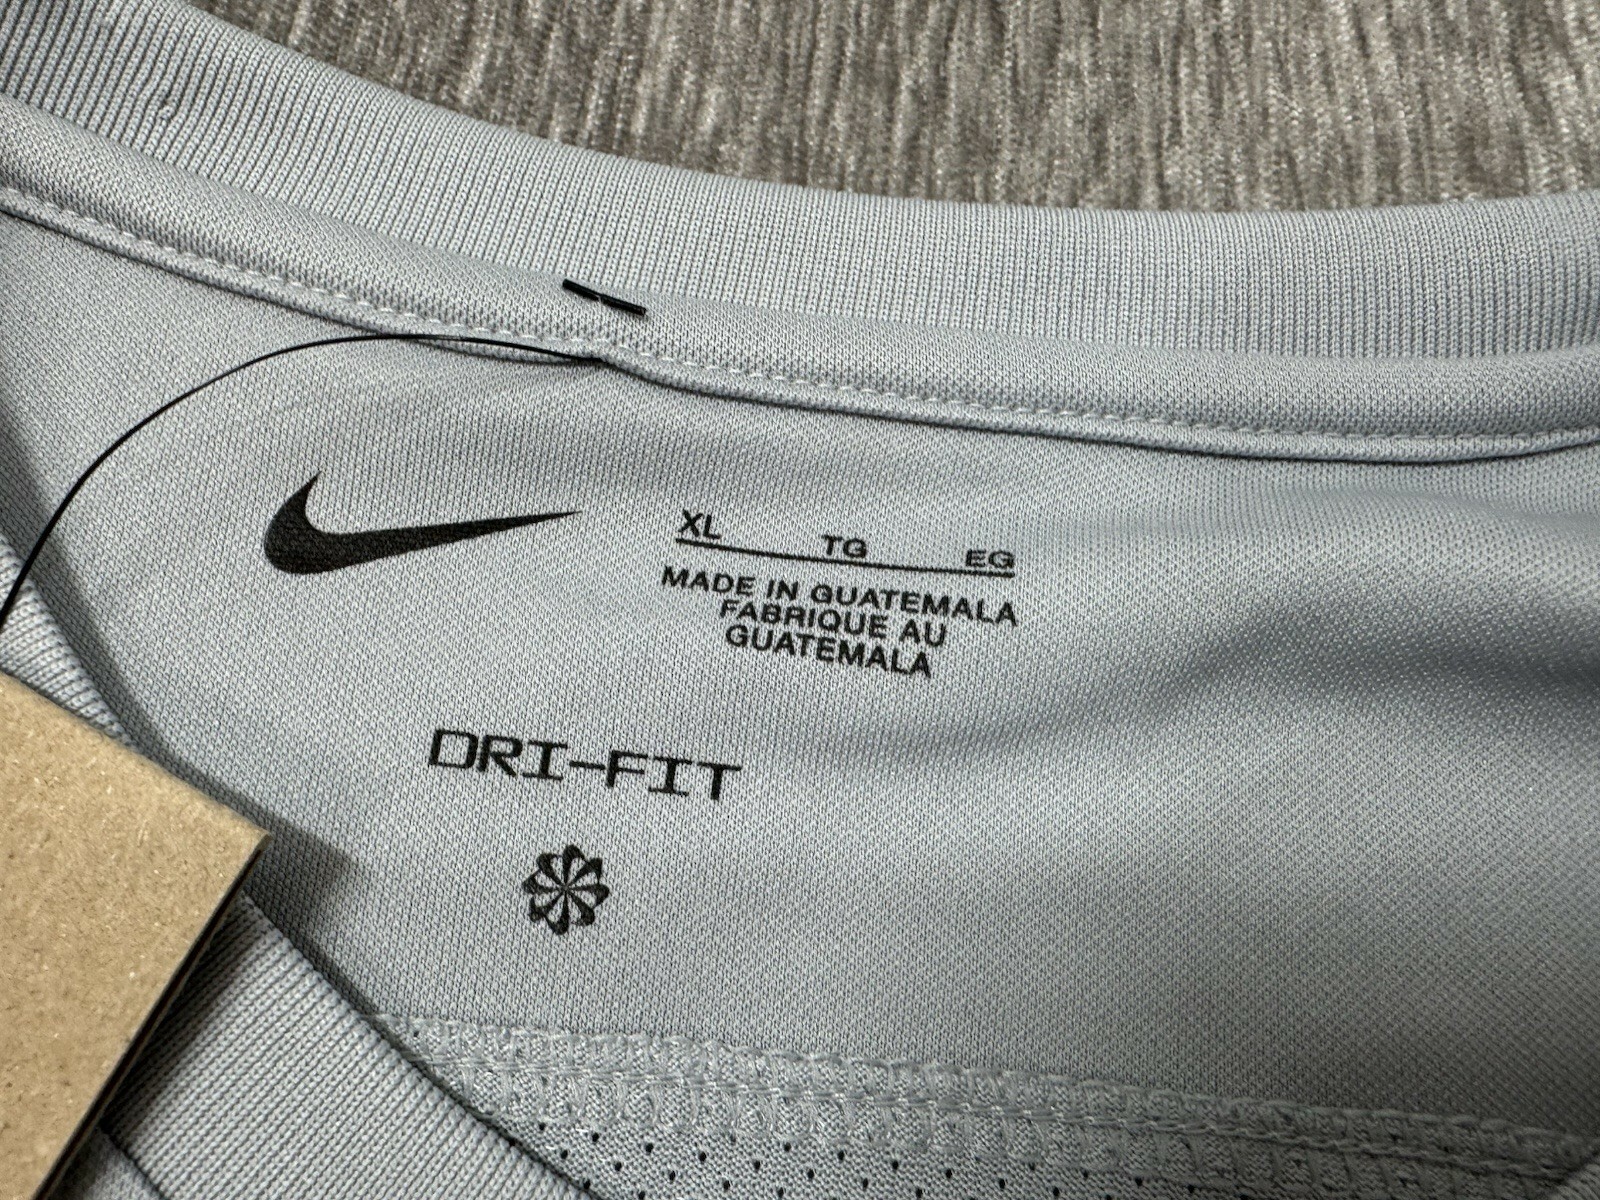 XL TG EG
MADE IN GUATEMALA
FABRIQUE AU
GUATEMALA
DRI-FIT